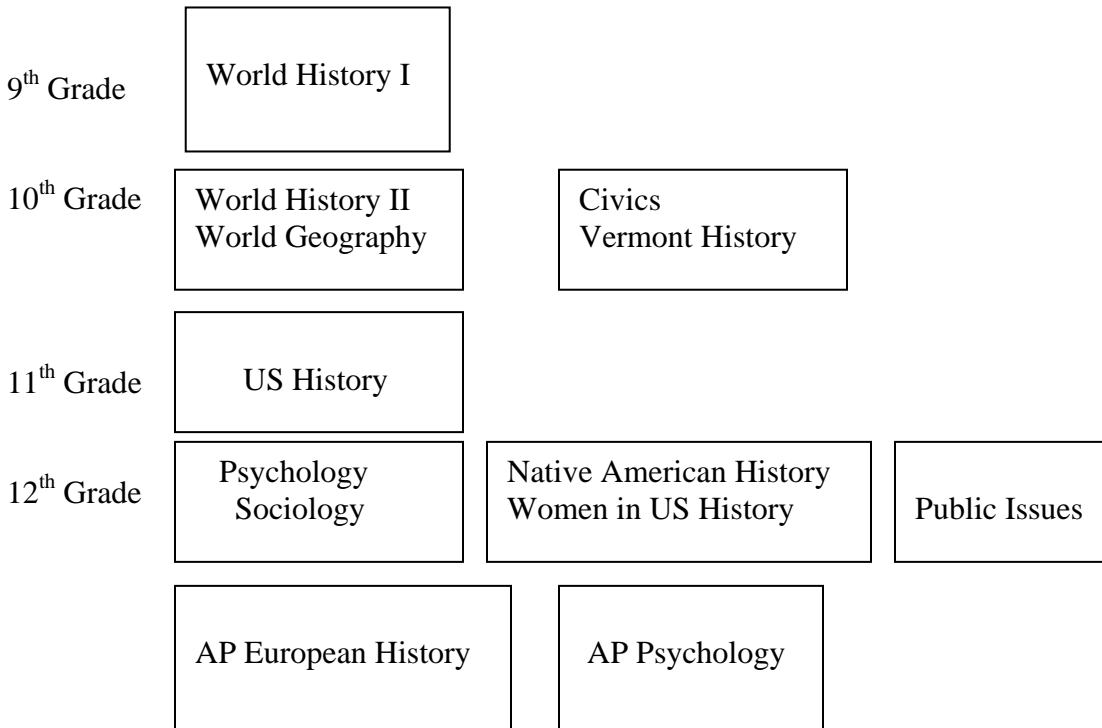 9th Grade
World History I
10th Grade
World History II
World Geography
Civics
Vermont History
11th Grade
US History
12th Grade
Psychology
Sociology
Native American History
Women in US History
Public Issues
AP European History
AP Psychology